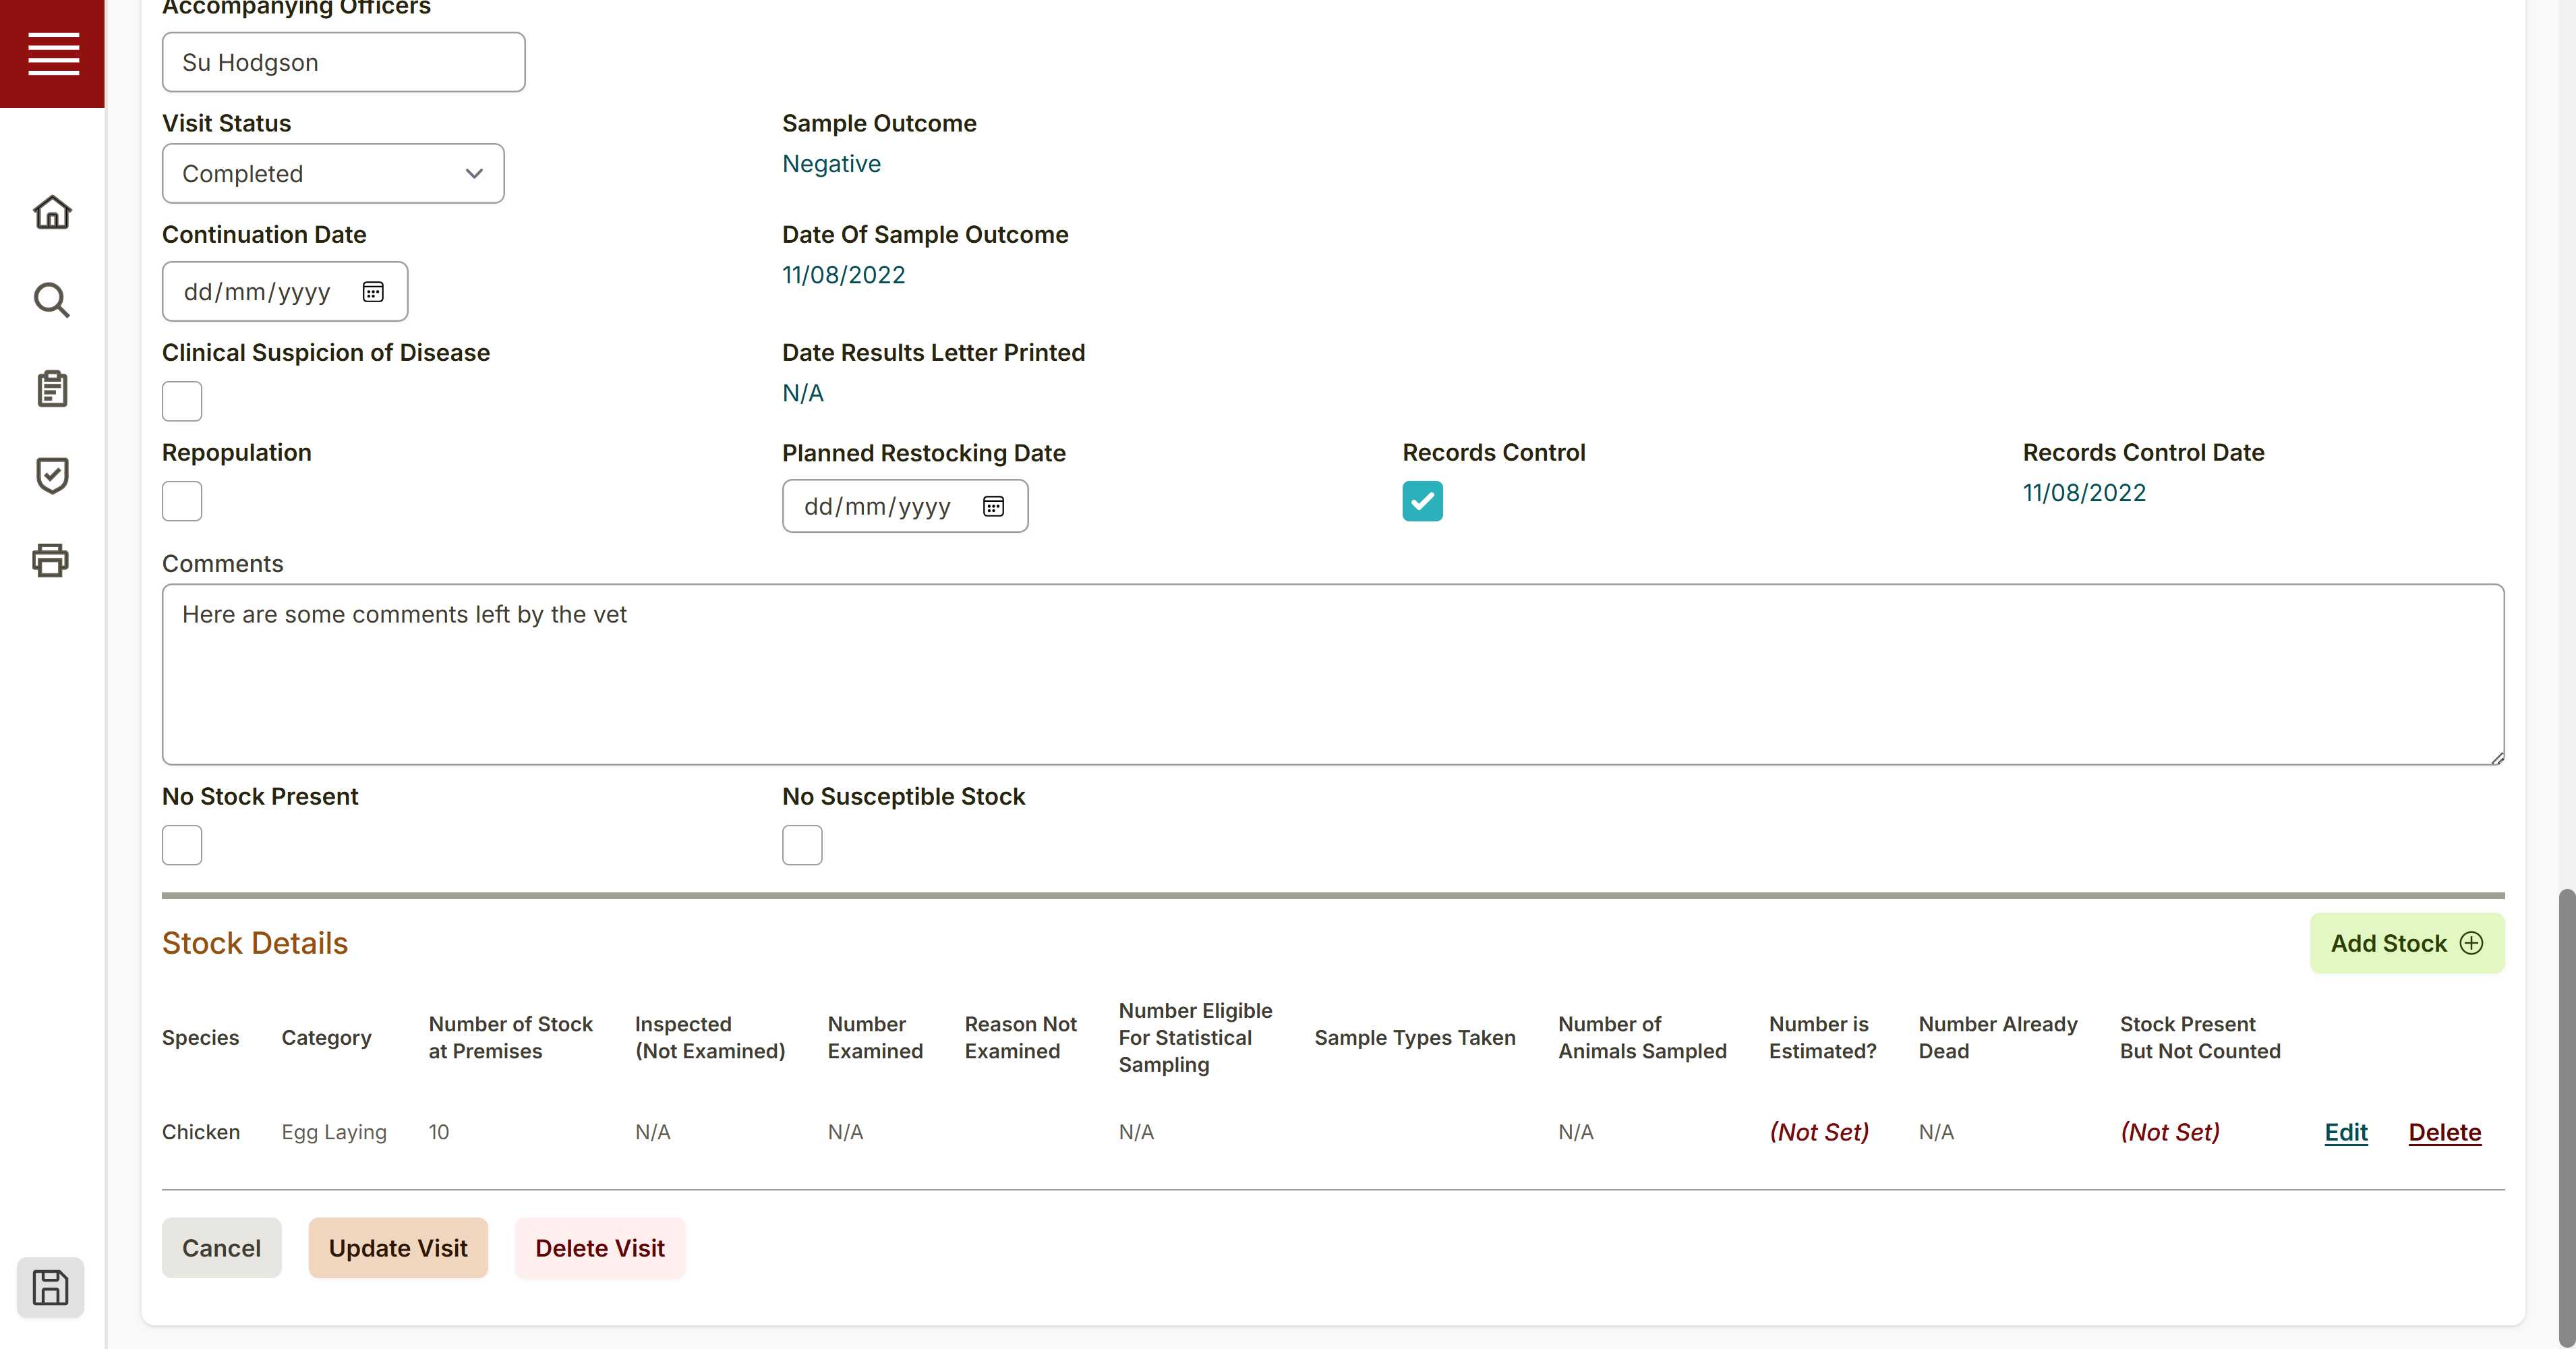 Accompanying Officers
Su Hodgson
Visit Status
Sample Outcome
Completed
Negative
Continuation Date
Date Of Sample Outcome
dd/mm/yyyy
11/08/2022
Clinical Suspicion of Disease
Date Results Letter Printed
N/A
Repopulation
Planned Restocking Date
Records Control
Records Control Date
dd/mm/yyyy
11/08/2022
Comments
Here are some comments left by the vet
No Stock Present
No Susceptible Stock
Stock Details
Add Stock
Species
Category
Number of Stock
at Premises
Inspected
(Not Examined)
Number
Examined
Reason Not
Examined
Number Eligible
For Statistical
Sampling
Sample Types Taken
Number of
Animals Sampled
Number is
Estimated?
Number Already
Dead
Stock Present
But Not Counted
Chicken
Egg Laying
10
N/A
N/A
N/A
N/A
(Not Set)
N/A
(Not Set)
Edit
Delete
Cancel
Update Visit
Delete Visit